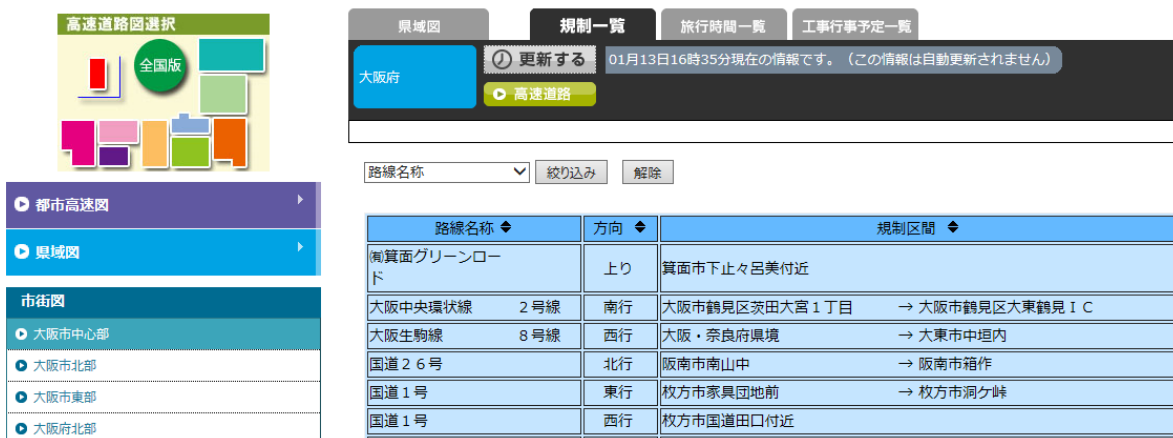 高速道路図選択
全国版
都市高速図
県域図
市街図
大阪市中心部
大阪市北部
大阪市東部
大阪府北部
県域図 規制一覧 旅行時間一覧 工事行事予定一覧
大阪府 更新する 01月13日16時35分現在の情報です。（この情報は自動更新されません）
高速道路
路線名称 絞り込み 解除
路線名称 方向 規制区間
㈲箕面グリーンロー
ド 上り 箕面市下止々呂美付近
大阪中央環状線 ２号線 南行 大阪市鶴見区茨田大宮１丁目 → 大阪市鶴見区大東鶴見ＩＣ
大阪生駒線 ８号線 西行 大阪・奈良府県境 → 大東市中垣内
国道２６号 北行 阪南市南山中 → 阪南市箱作
国道１号 東行 枚方市家具団地前 → 枚方市洞ケ峠
国道１号 西行 枚方市国道田口付近